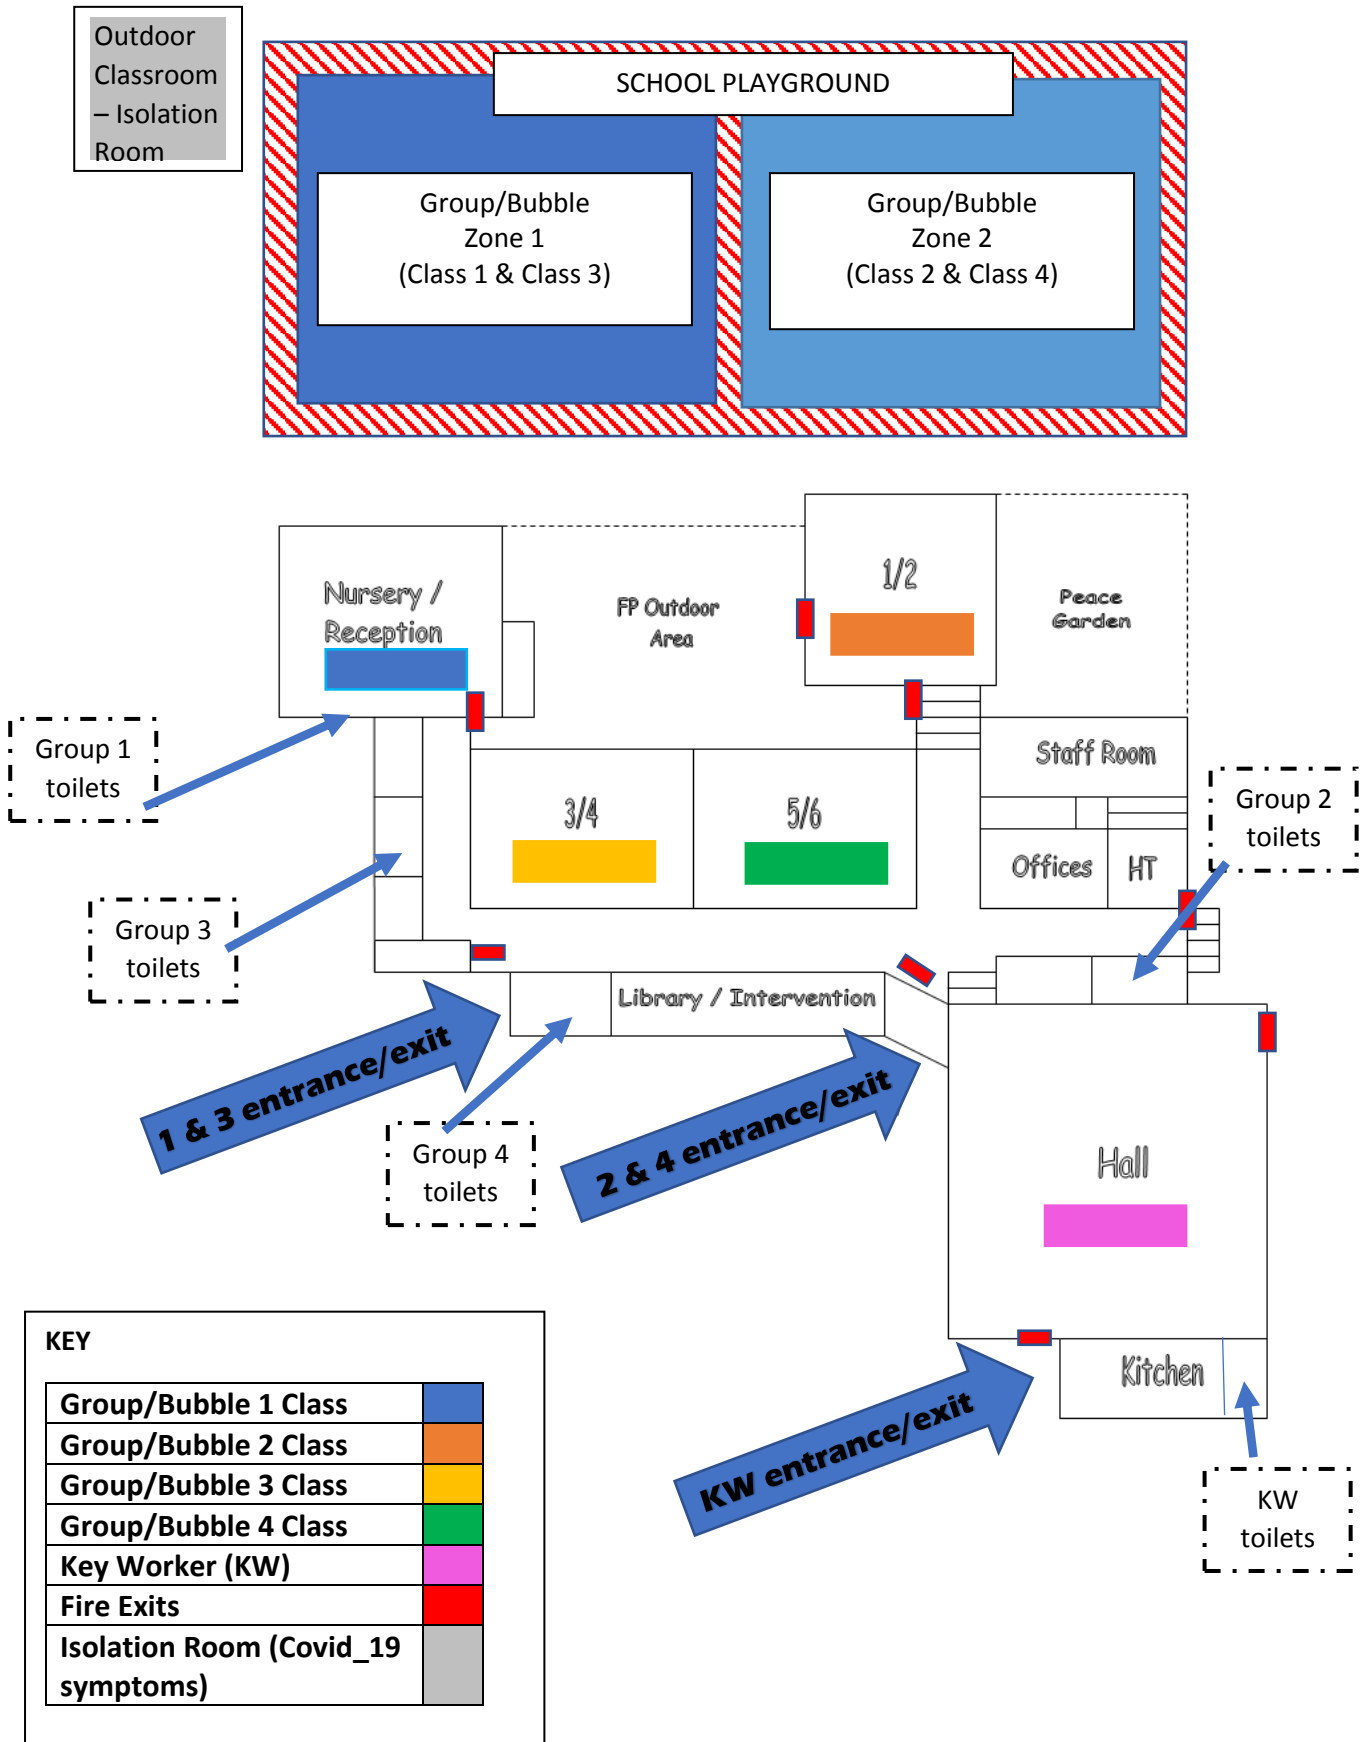 Outdoor
Classroom
– Isolation
Room
SCHOOL PLAYGROUND
Group/Bubble
Zone 1
(Class 1 & Class 3)
Group/Bubble
Zone 2
(Class 2 & Class 4)
Nursery /
Reception
FP Outdoor
Area
1/2
Peace
Garden
Group 1
toilets
Staff Room
Group 2
toilets
3/4
5/6
Offices
HT
Group 3
toilets
Library / Intervention
1 & 3 entrance/exit
Group 4
toilets
2 & 4 entrance/exit
Hall
Kitchen
KW entrance/exit
KW
toilets
KEY
Group/Bubble 1 Class
Group/Bubble 2 Class
Group/Bubble 3 Class
Group/Bubble 4 Class
Key Worker (KW)
Fire Exits
Isolation Room (Covid_19
symptoms)